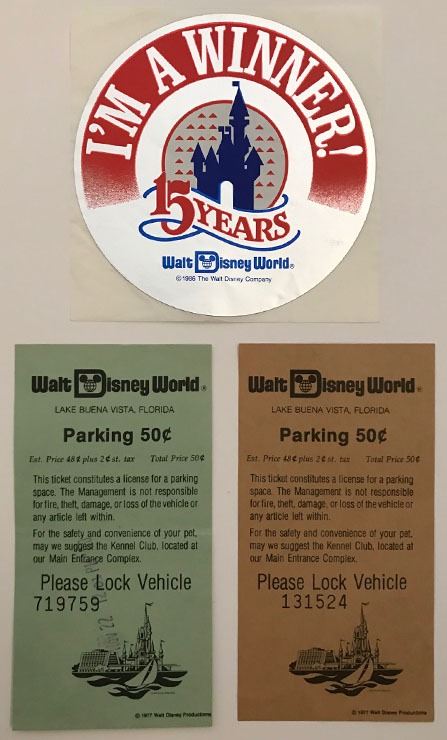 I'M A WINNER!
15 YEARS
Walt Disney World®
© 1986 The Walt Disney Company
Walt Disney World®
LAKE BUENA VISTA, FLORIDA
Parking 50¢
Est. Price 48¢ plus 2¢ st. tax Total Price 50¢
This ticket constitutes a license for a parking
space. The Management is not responsible
for fire, theft, damage, or loss of the vehicle or
any article left within.
For the safety and convenience of your pet,
may we suggest the Kennel Club, located at
our Main Entrance Complex.
Please Lock Vehicle
719759
© 1977 Walt Disney Productions
Walt Disney World®
LAKE BUENA VISTA, FLORIDA
Parking 50¢
Est. Price 48¢ plus 2¢ st. tax Total Price 50¢
This ticket constitutes a license for a parking
space. The Management is not responsible
for fire, theft, damage, or loss of the vehicle or
any article left within.
For the safety and convenience of your pet,
may we suggest the Kennel Club, located at
our Main Entrance Complex.
Please Lock Vehicle
131524
© 1977 Walt Disney Productions